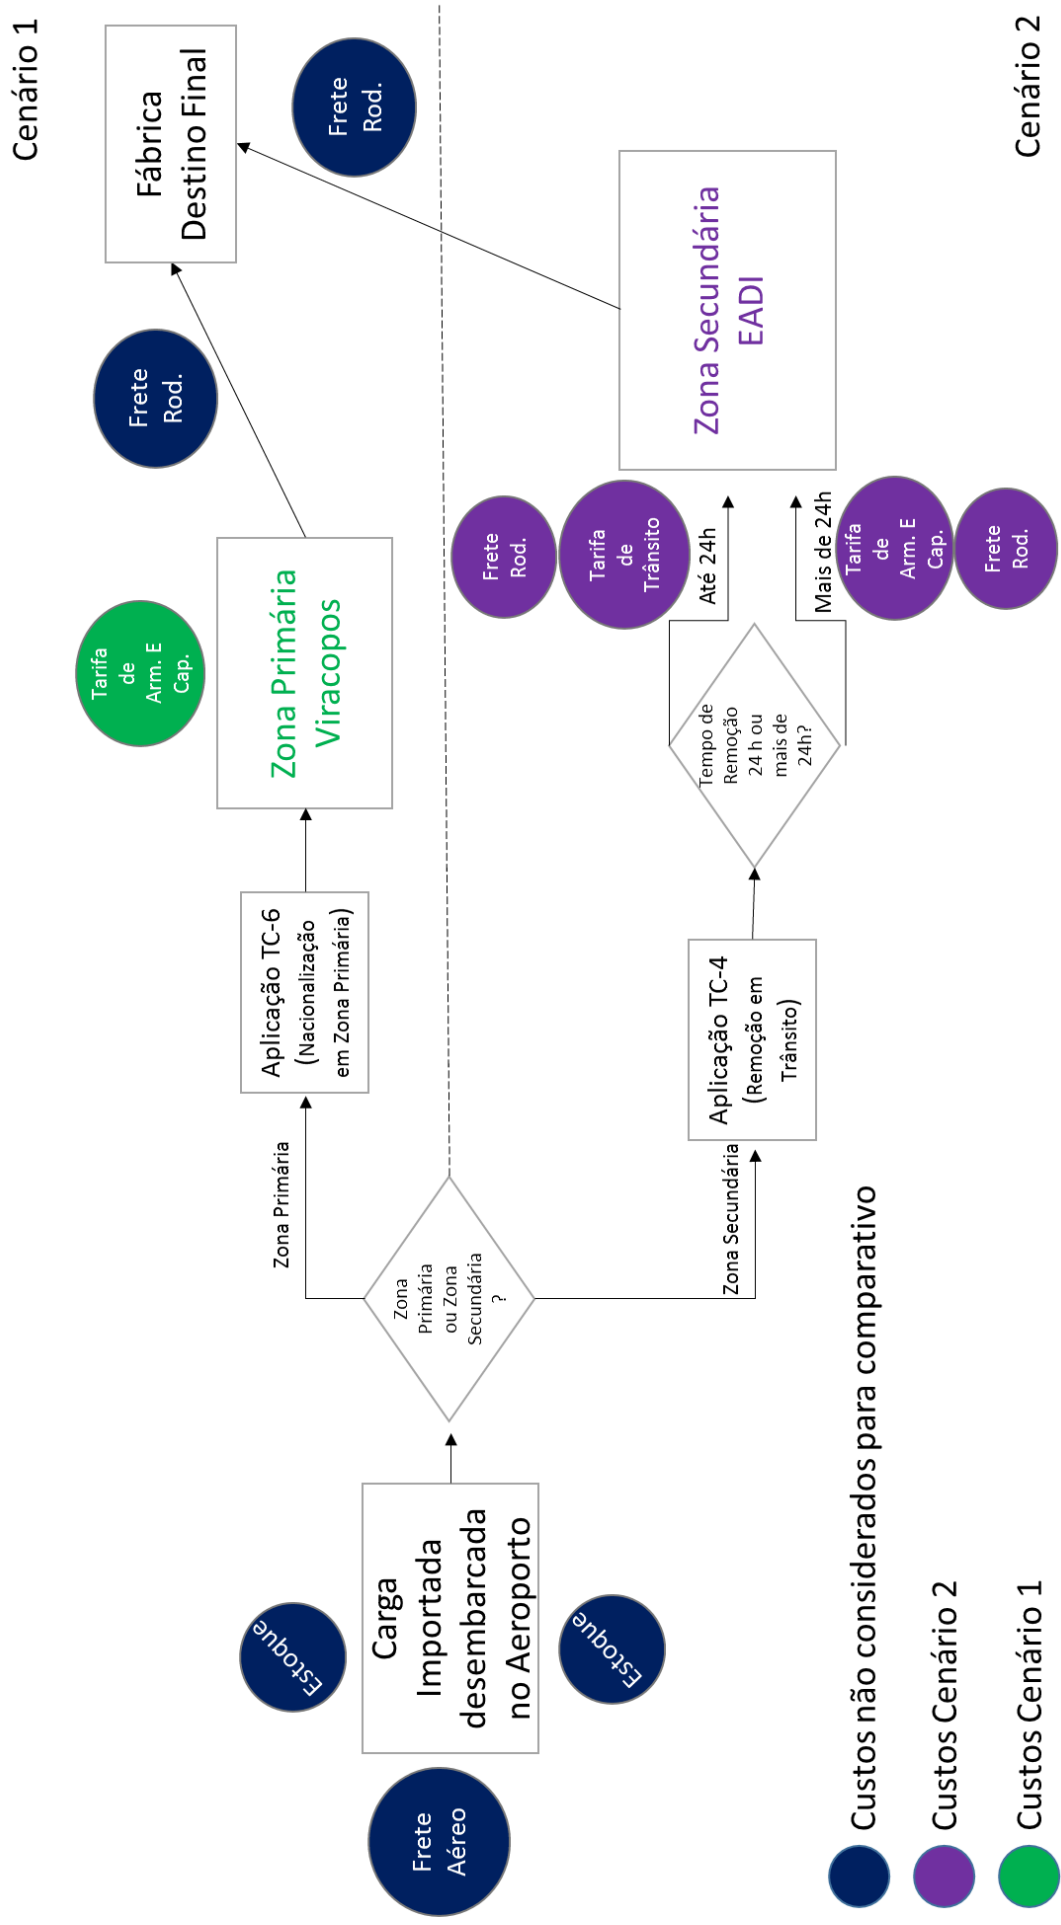 Cenário 1
Frete
Aéreo
Estoque
Carga
Importada
desembarcada
no Aeroporto
Estoque
Zona
Primária
ou Zona
Secundária
?
Zona Primária
Aplicação TC-6
(Nacionalização
em Zona Primária)
Tarifa
de
Arm. E
Cap.
Zona Primária
Viracopos
Frete
Rod.
Fábrica
Destino Final
Frete
Rod.
Zona Secundária
Aplicação TC-4
(Remoção em
Trânsito)
Tempo de
Remoção
24 h ou
mais de
24h?
Frete
Rod.
Tarifa
de
Trânsito
Até 24h
Mais de 24h
Tarifa
de
Arm. E
Cap.
Frete
Rod.
Zona Secundária
EADI
Cenário 2
Custos não considerados para comparativo
Custos Cenário 2
Custos Cenário 1